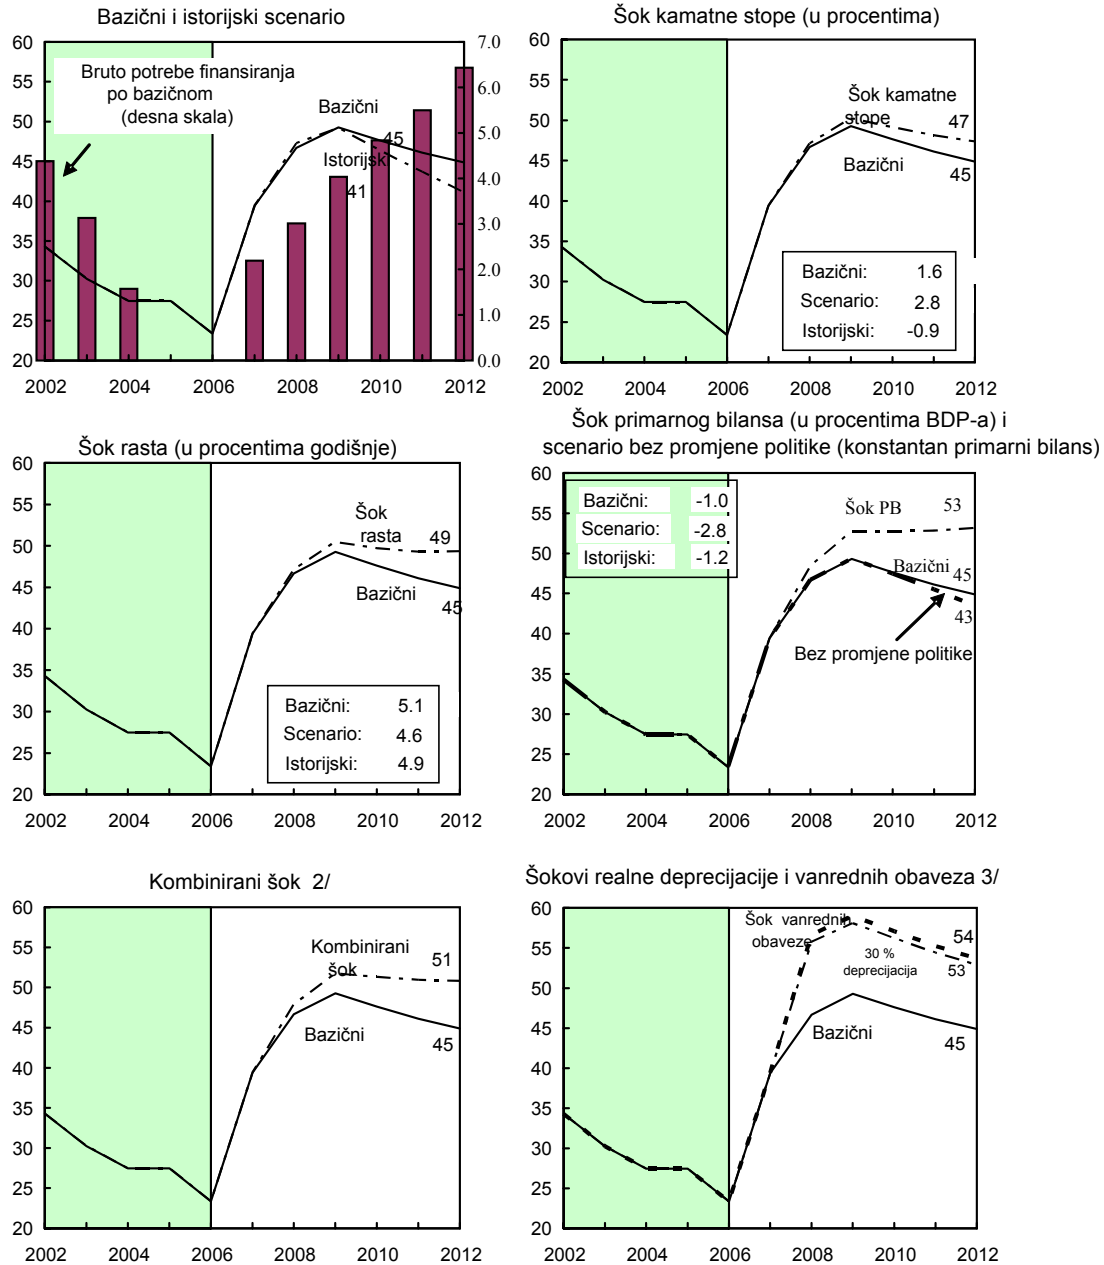 Bazični i istorijski scenario
60
55
50
45
40
35
30
25
20
7.0
6.0
5.0
4.0
3.0
2.0
1.0
0.0
Bruto potrebe finansiranja
po bazičnom
(desna skala)
Bazični
45
Istorijski
41
2002 2004 2006 2008 2010 2012
Šok kamatne stope (u procentima)
60
55
50
45
40
35
30
25
20
Šok kamatne
stope
47
Bazični
45
Bazični: 1.6
Scenario: 2.8
Istorijski: -0.9
2002 2004 2006 2008 2010 2012
Šok rasta (u procentima godišnje)
60
55
50
45
40
35
30
25
20
Šok
rasta
49
Bazični
45
Bazični: 5.1
Scenario: 4.6
Istorijski: 4.9
2002 2004 2006 2008 2010 2012
Šok primarnog bilansa (u procentima BDP-a) i
scenario bez promjene politike (konstantan primarni bilans)
60
55
50
45
40
35
30
25
20
Bazični: -1.0
Scenario: -2.8
Istorijski: -1.2
Šok PB
53
Bazični
45
43
Bez promjene politike
2002 2004 2006 2008 2010 2012
Kombinirani šok 2/
60
55
50
45
40
35
30
25
20
Kombinirani
šok
51
Bazični
45
2002 2004 2006 2008 2010 2012
Šokovi realne deprecijacije i vanrednih obaveza 3/
60
55
50
45
40
35
30
25
20
Šok vanrednih
obaveze
54
30 %
deprecijacija
53
Bazični
45
2002 2004 2006 2008 2010 2012